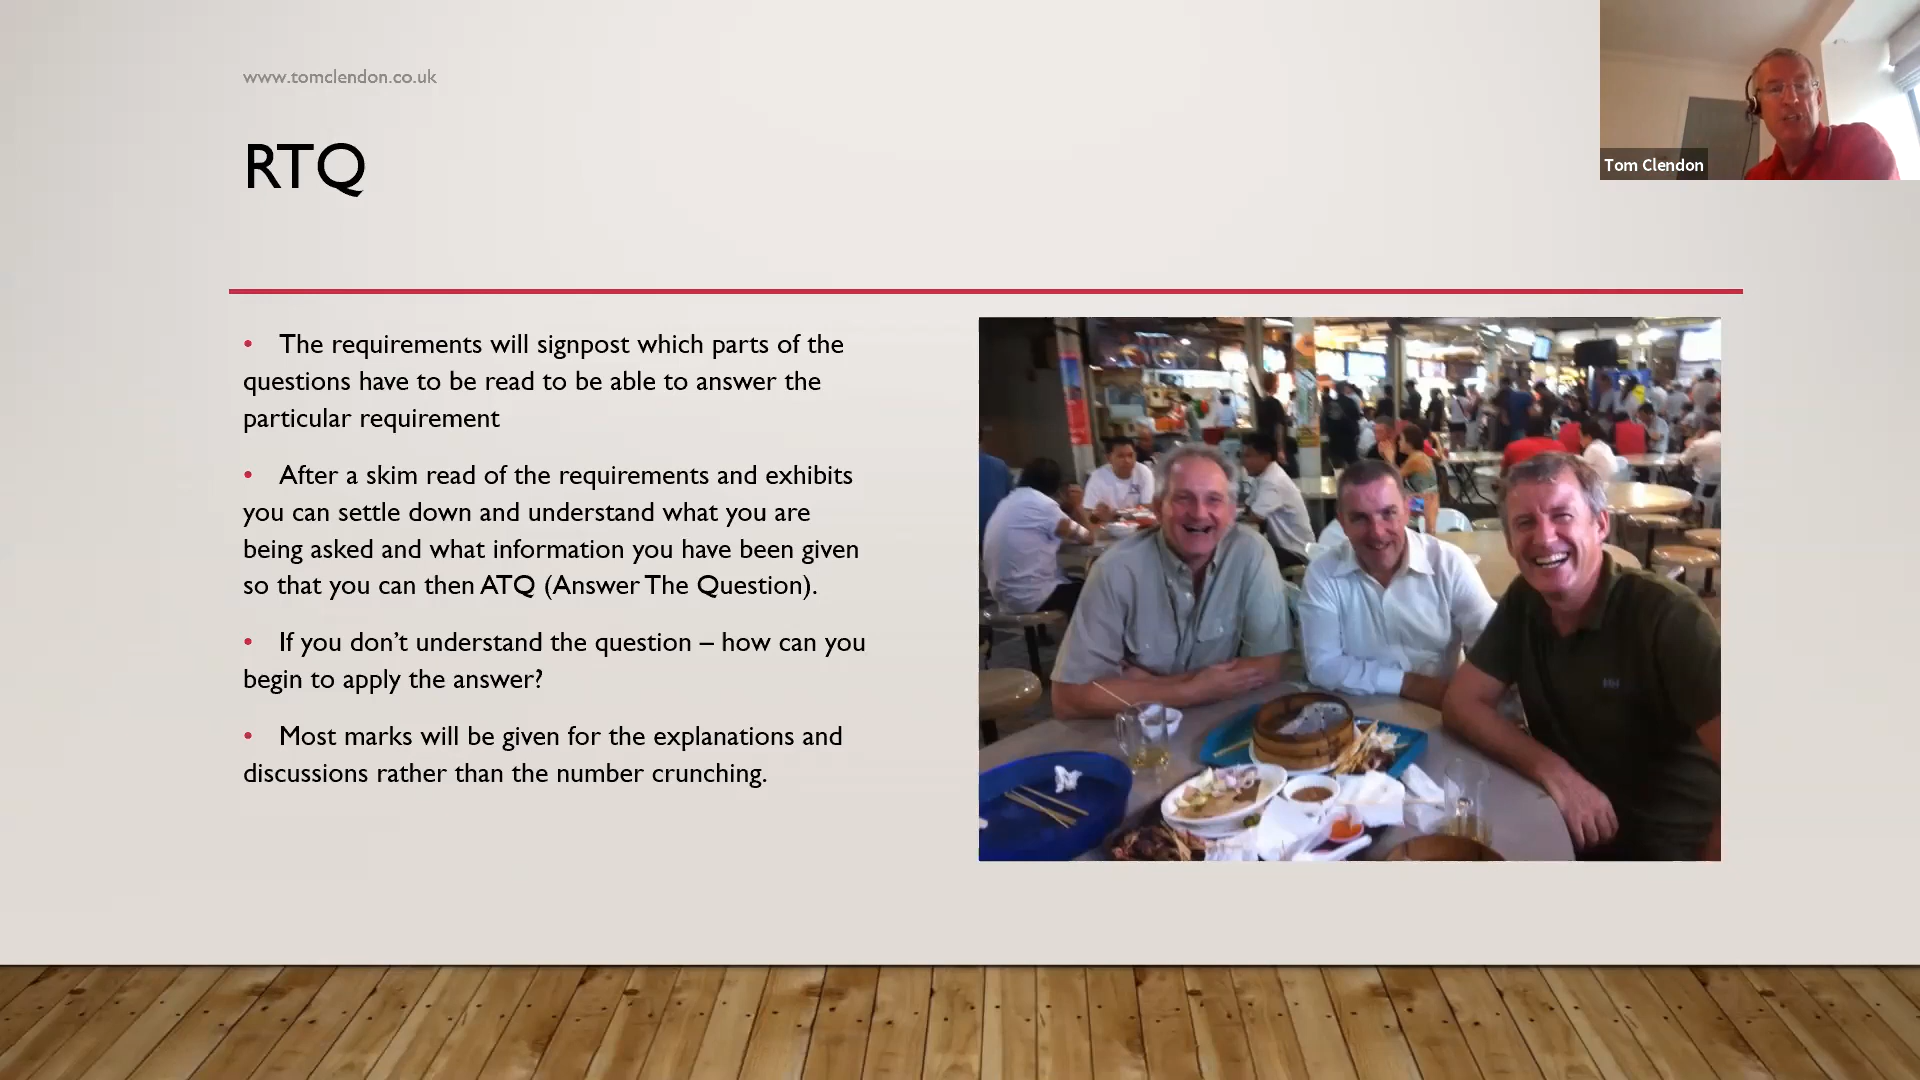 www.tomclendon.co.uk
Tom Clendon
RTQ
• The requirements will signpost which parts of the
questions have to be read to be able to answer the
particular requirement
• After a skim read of the requirements and exhibits
you can settle down and understand what you are
being asked and what information you have been given
so that you can then ATQ (Answer The Question).
• If you don’t understand the question – how can you
begin to apply the answer?
• Most marks will be given for the explanations and
discussions rather than the number crunching.